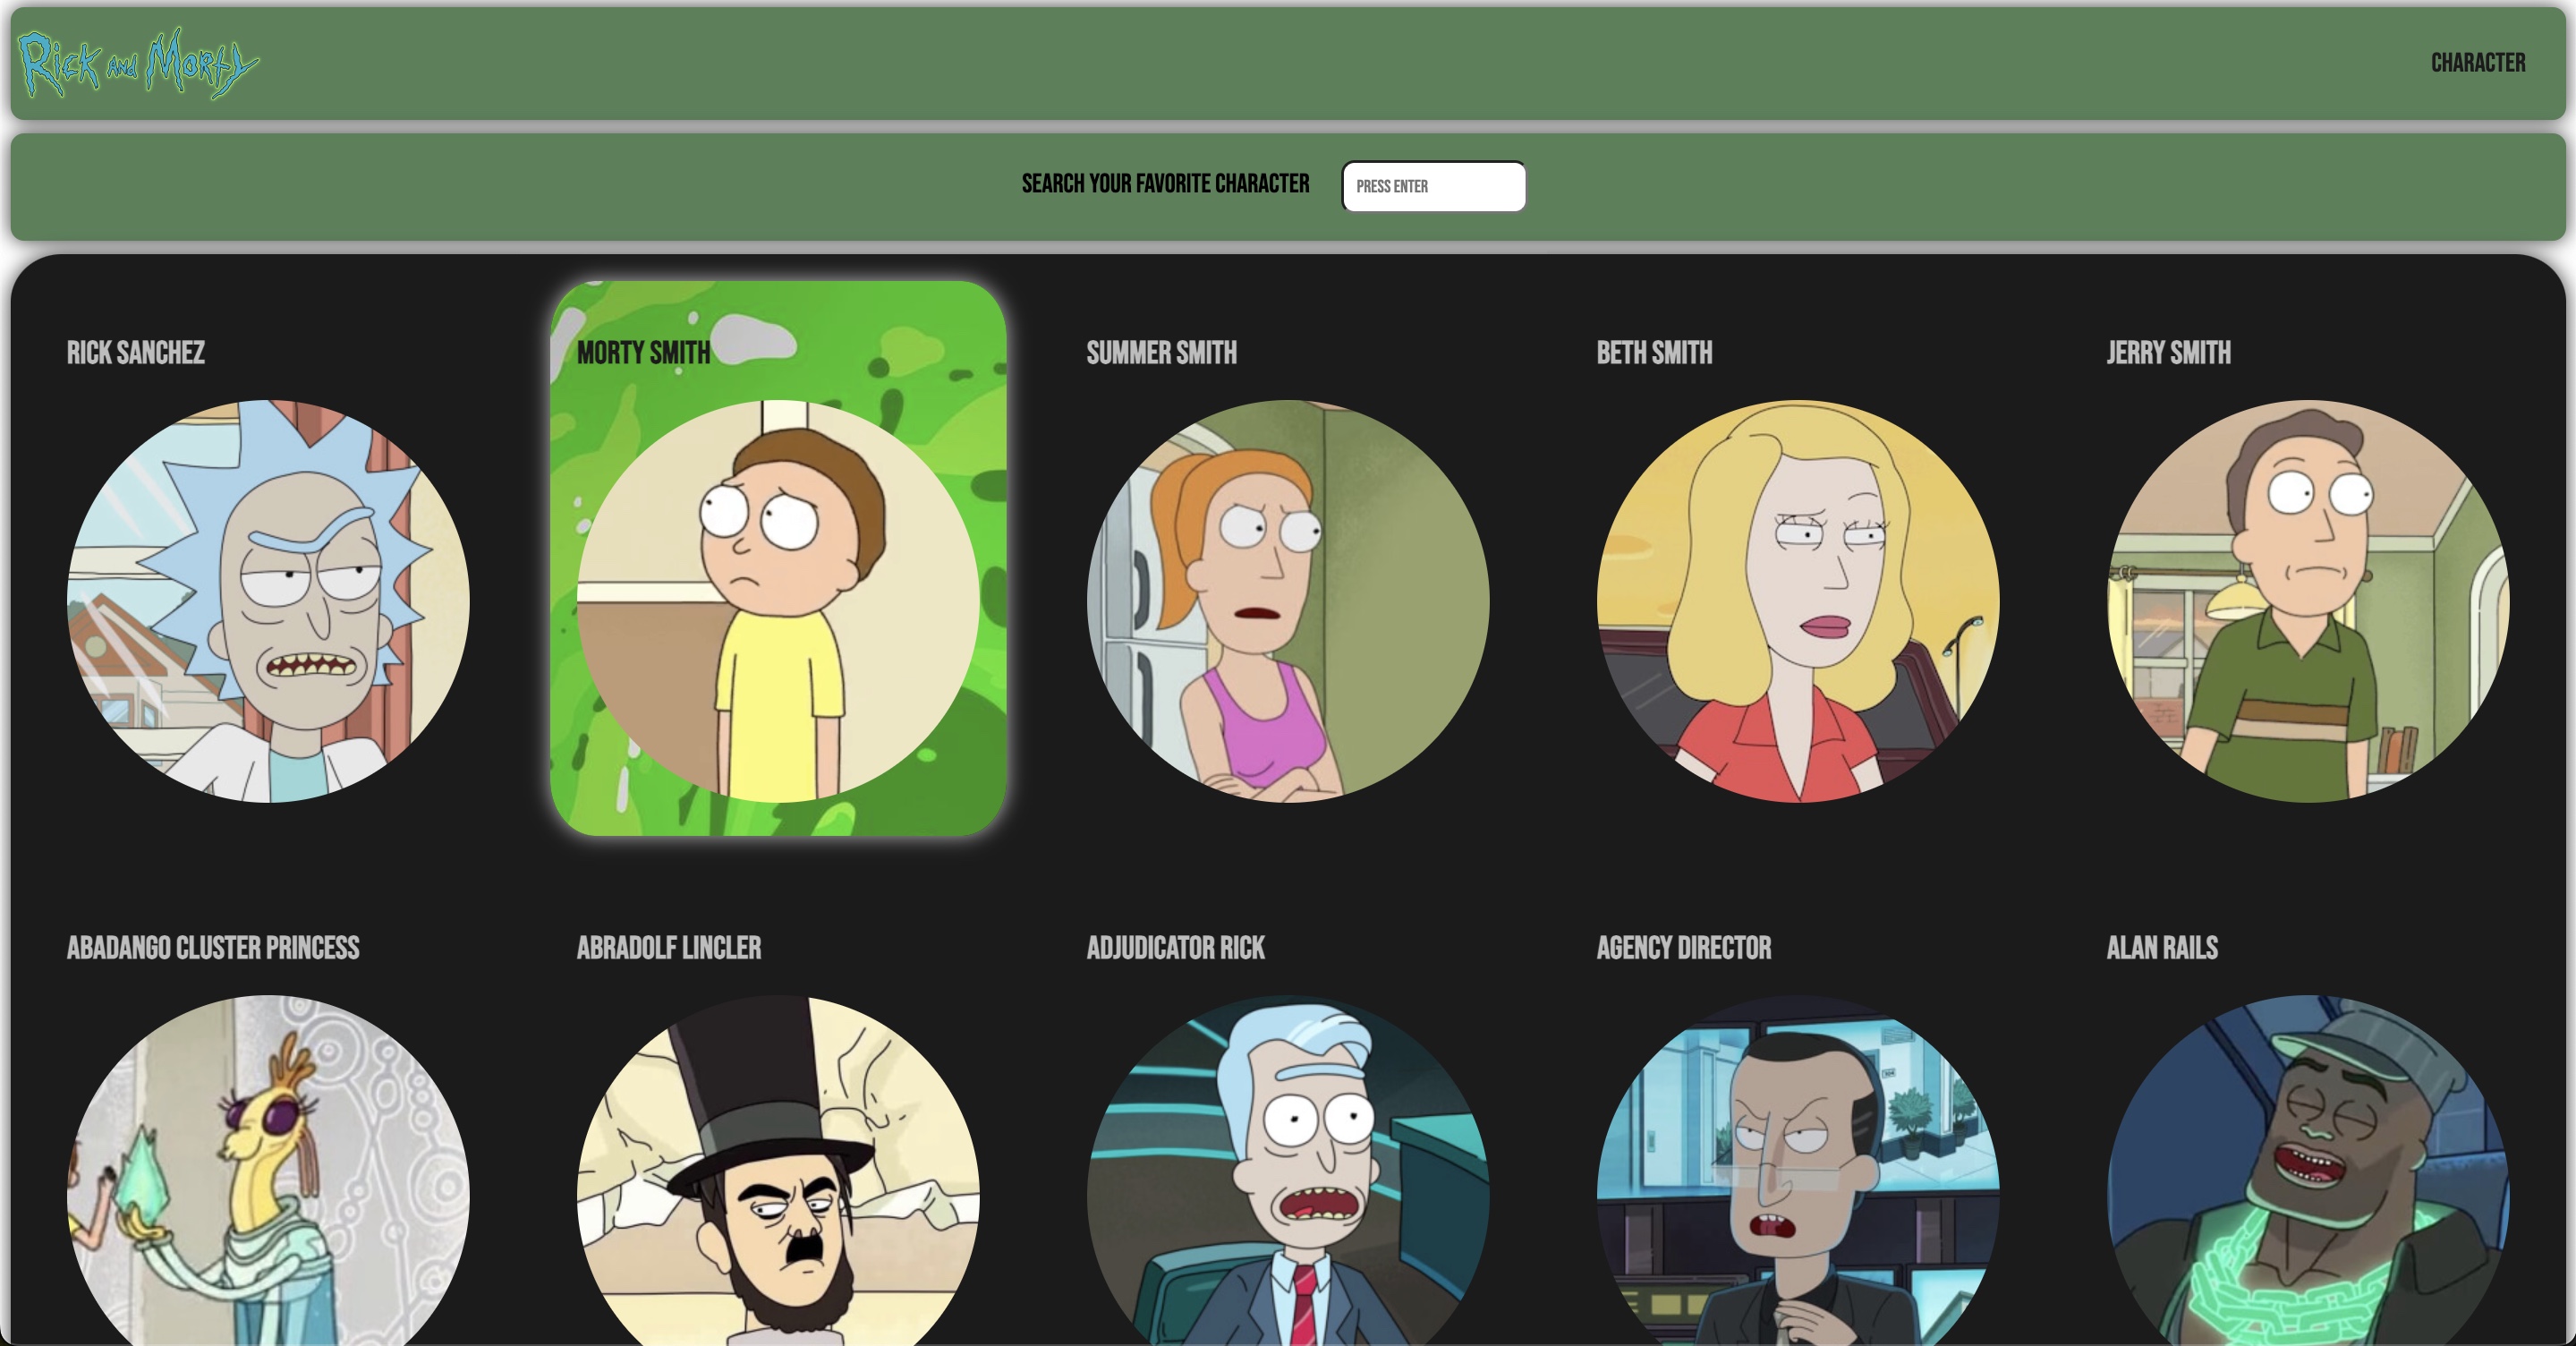 Rick and Morty
CHARACTER
SEARCH YOUR FAVORITE CHARACTER
PRESS ENTER
RICK SANCHEZ
MORTY SMITH
SUMMER SMITH
BETH SMITH
JERRY SMITH
ABADANGO CLUSTER PRINCESS
ABRADOLF LINCLER
ADJUDICATOR RICK
AGENCY DIRECTOR
ALAN RAILS